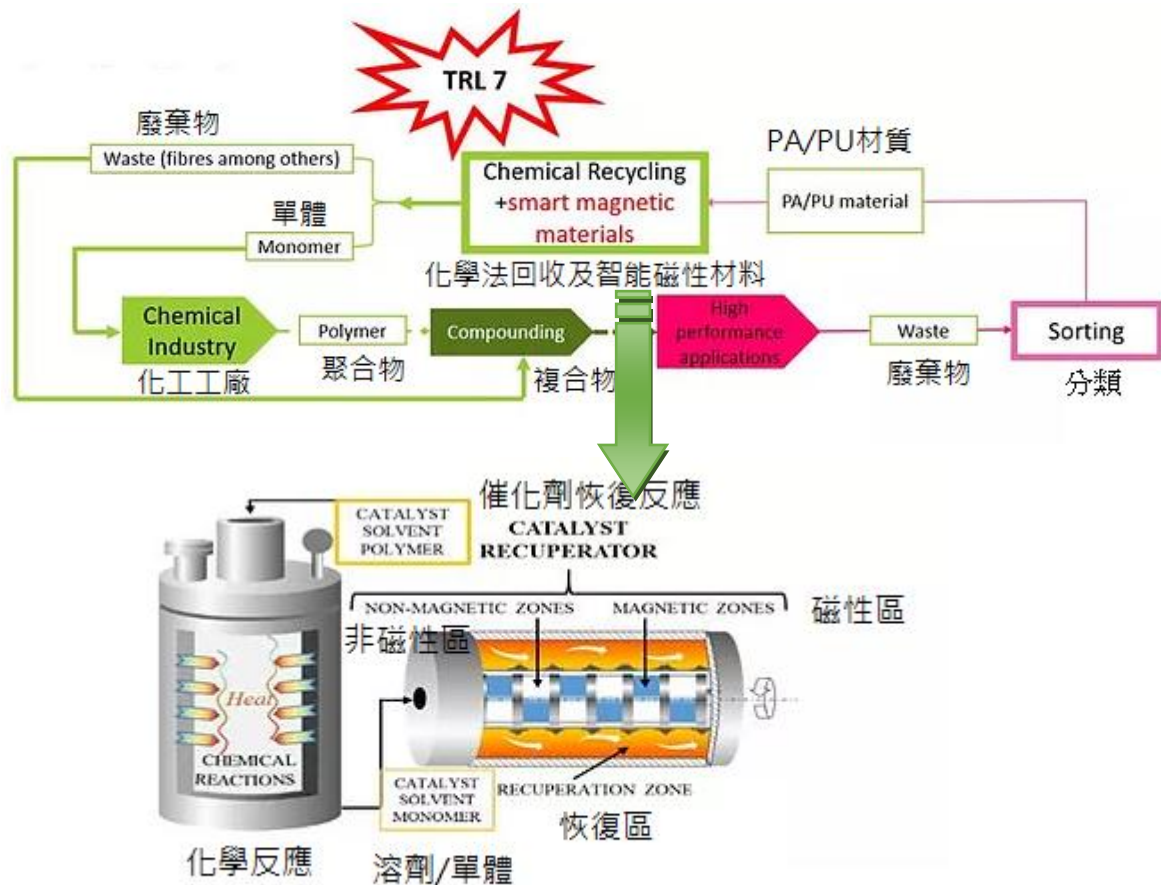 TRL 7
廢棄物
Waste (fibres among others)
單體
Monomer
Chemical Recycling
+smart magnetic
materials
化學法回收及智能磁性材料
PA/PU材質
PA/PU material
Chemical
Industry
化工工廠
Polymer
聚合物
Compounding
複合物
High
performance
applications
Waste
廢棄物
Sorting
分類
催化劑恢復反應
CATALYST
RECUPERATOR
CATALYST
SOLVENT
POLYMER
NON-MAGNETIC ZONES
MAGNETIC ZONES
非磁性區
磁性區
Heat
CHEMICAL
REACTIONS
CATALYST
SOLVENT
MONOMER
RECUPERATION ZONE
恢復區
化學反應
溶劑/單體